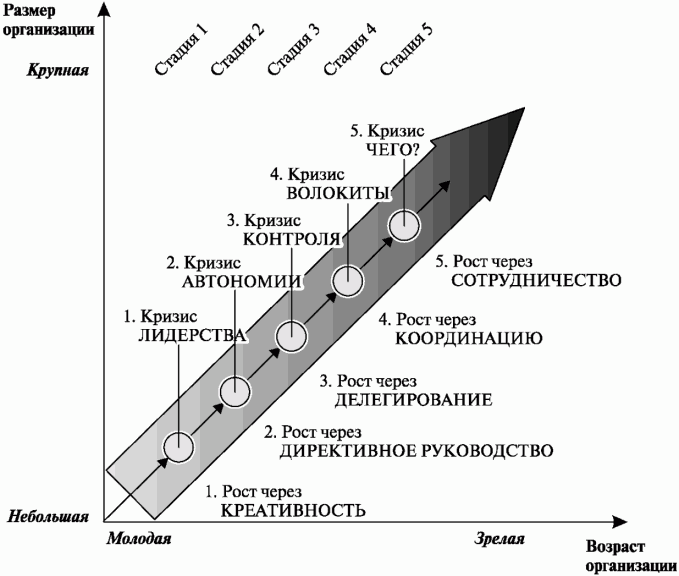 Размер
организации
Стадия 1
Стадия 2
Стадия 3
Стадия 4
Стадия 5
Крупная
5. Кризис
ЧЕГО?
4. Кризис
ВОЛОКИТЫ
3. Кризис
КОНТРОЛЯ
2. Кризис
АВТОНОМИИ
1. Кризис
ЛИДЕРСТВА
5. Рост через
СОТРУДНИЧЕСТВО
4. Рост через
КООРДИНАЦИЮ
3. Рост через
ДЕЛЕГИРОВАНИЕ
2. Рост через
ДИРЕКТИВНОЕ РУКОВОДСТВО
1. Рост через
КРЕАТИВНОСТЬ
Небольшая
Молодая
Зрелая
Возраст
организации